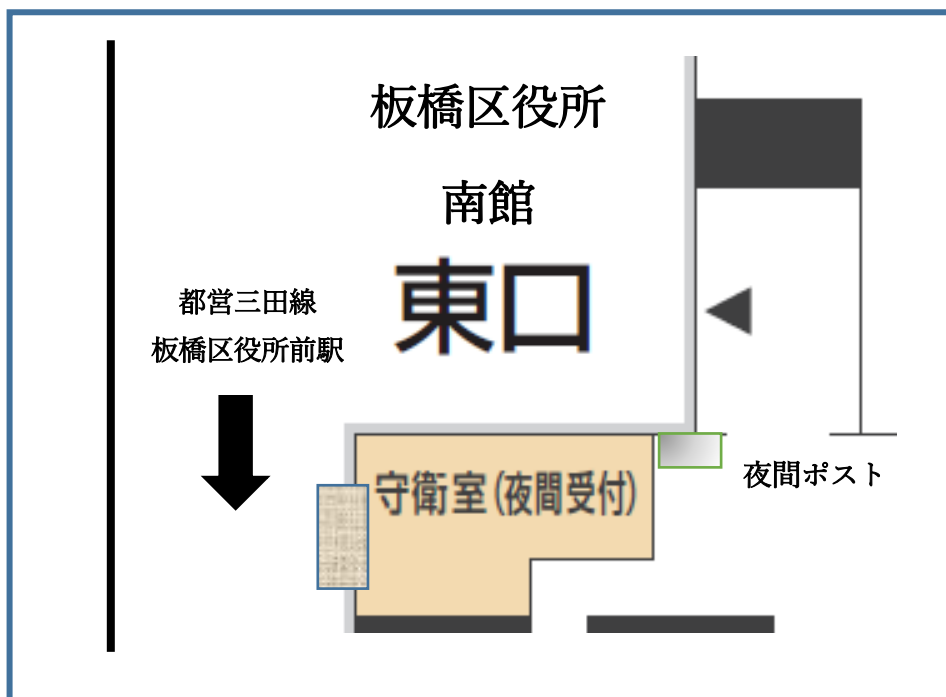 板橋区役所
南館
東口
都営三田線
板橋区役所前駅
守衛室(夜間受付)
夜間ポスト